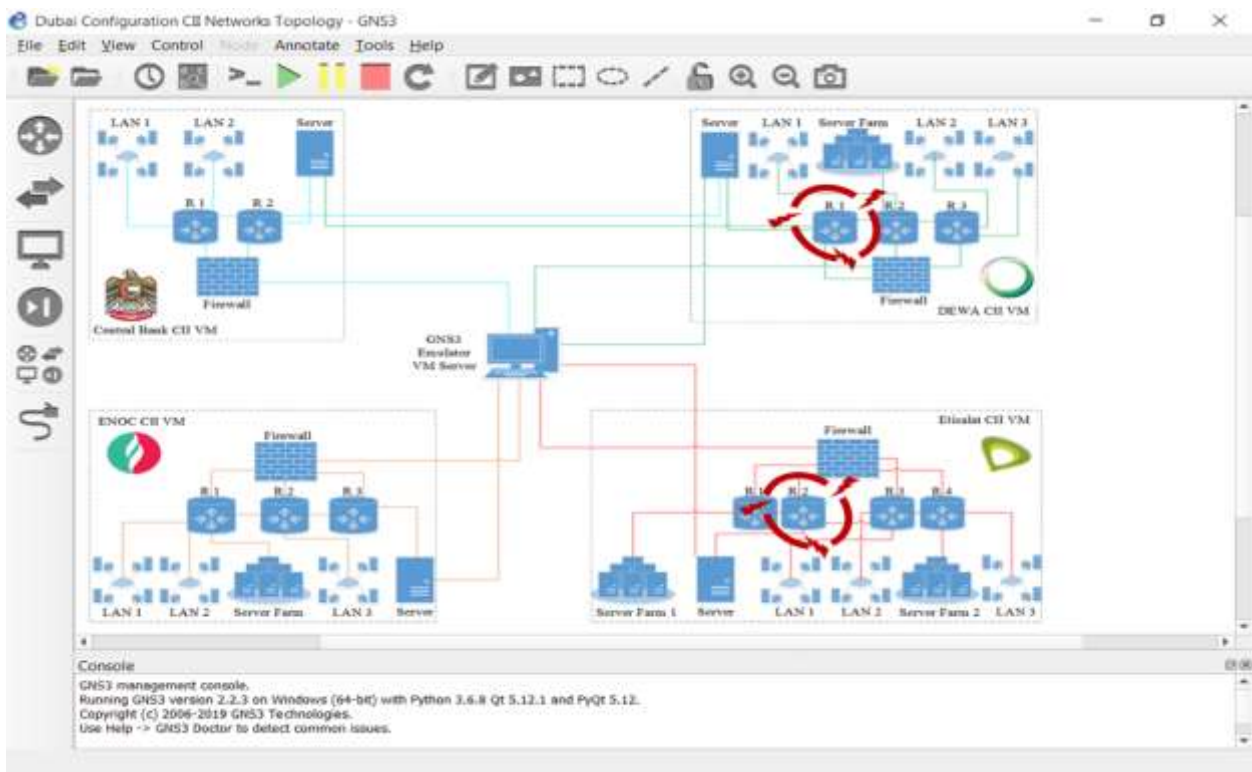 Dubai Configuration CII Networks Topology - GNS3
File Edit View Control Node Annotate Tools Help
LAN 1 LAN 2 Server
R 1 R 2
Firewall
Central Bank CII VM
Server LAN 1 Server Farm LAN 2 LAN 3
R 1 R 2 R 3
Firewall
DEWA CII VM
GNS3
Emulator
VM Server
ENOC CII VM
Firewall
R 1 R 2 R 3
LAN 1 LAN 2 Server Farm LAN 3 Server
Etisalat CII VM
Firewall
R 1 R 2 R 3 R 4
Server Farm 1 Server LAN 1 LAN 2 Server Farm 2 LAN 3
Console
GNS3 management console.
Running GNS3 version 2.2.3 on Windows (64-bit) with Python 3.6.8 Qt 5.12.1 and PyQt 5.12.
Copyright (c) 2006-2019 GNS3 Technologies.
Use Help -> GNS3 Doctor to detect common issues.